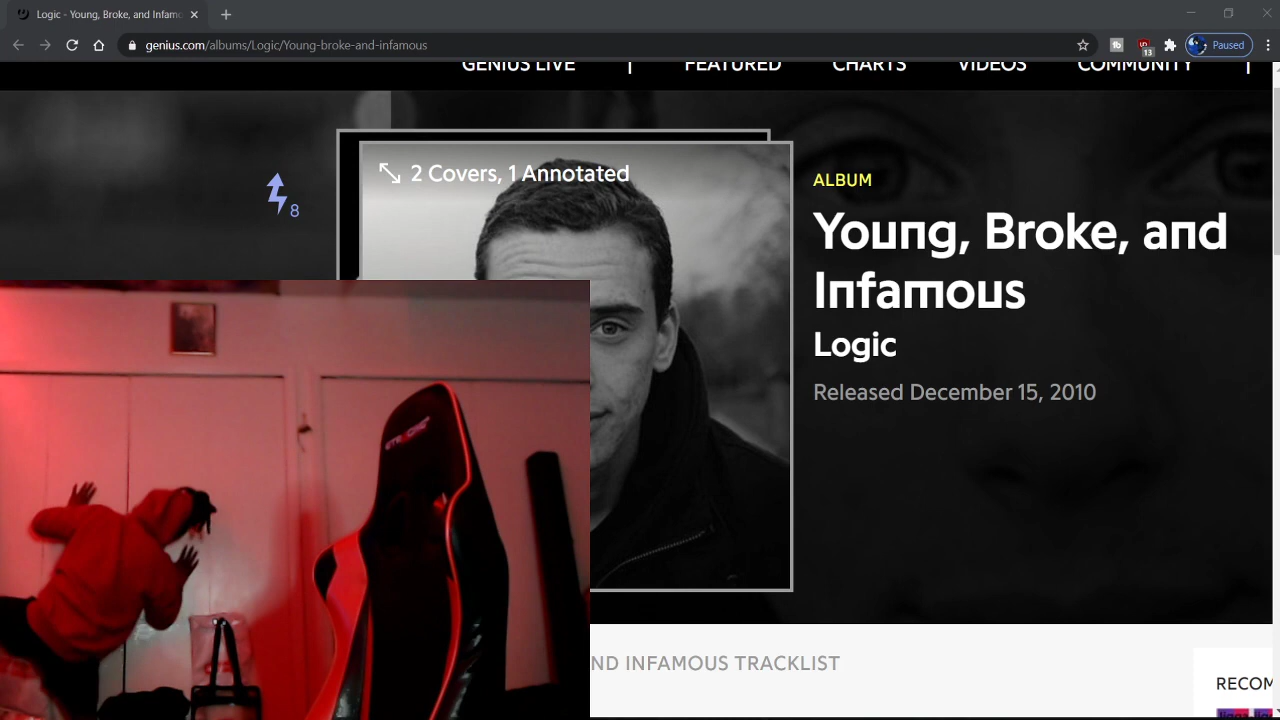 Logic - Young, Broke, and Infamo
genius.com/albums/Logic/Young-broke-and-infamous
13
Paused
GENIUS LIVE | FEATURED CHARTS VIDEOS COMMUNITY |
2 Covers, 1 Annotated
8
ALBUM
Young, Broke, and
Infamous
Logic
Released December 15, 2010
ND INFAMOUS TRACKLIST
RECOM